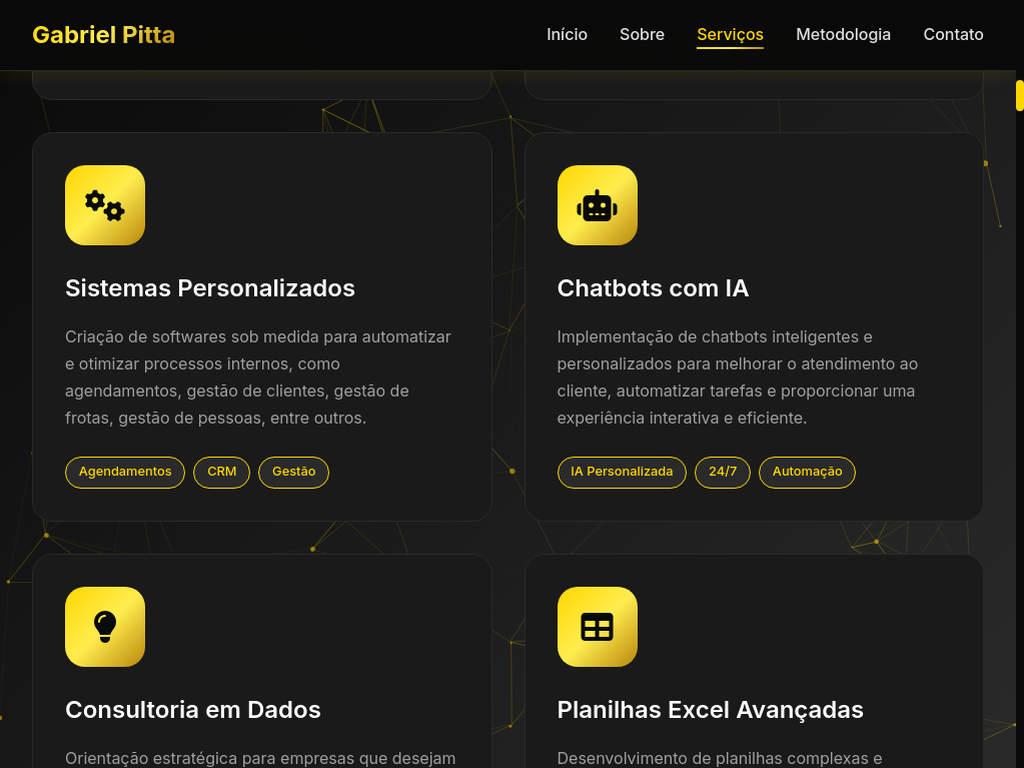 Gabriel Pitta
Início
Sobre
Serviços
Metodologia
Contato
Sistemas Personalizados
Criação de softwares sob medida para automatizar
e otimizar processos internos, como
agendamentos, gestão de clientes, gestão de
frotas, gestão de pessoas, entre outros.
Agendamentos
CRM
Gestão
Chatbots com IA
Implementação de chatbots inteligentes e
personalizados para melhorar o atendimento ao
cliente, automatizar tarefas e proporcionar uma
experiência interativa e eficiente.
IA Personalizada
24/7
Automação
Consultoria em Dados
Orientação estratégica para empresas que desejam
Planilhas Excel Avançadas
Desenvolvimento de planilhas complexas e